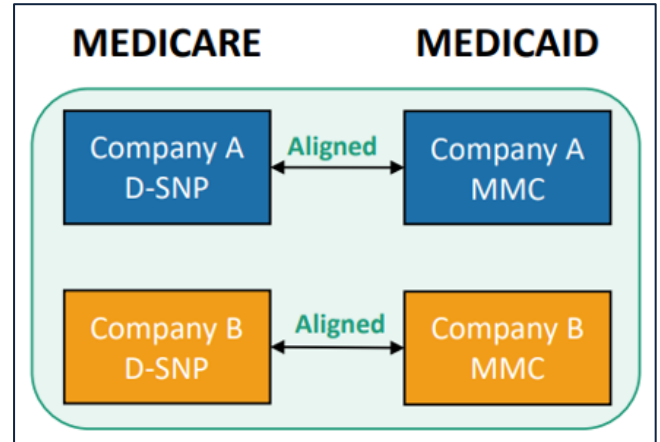 MEDICARE
MEDICAID
Company A
D-SNP
Aligned
Company A
MMC
Company B
D-SNP
Aligned
Company B
MMC